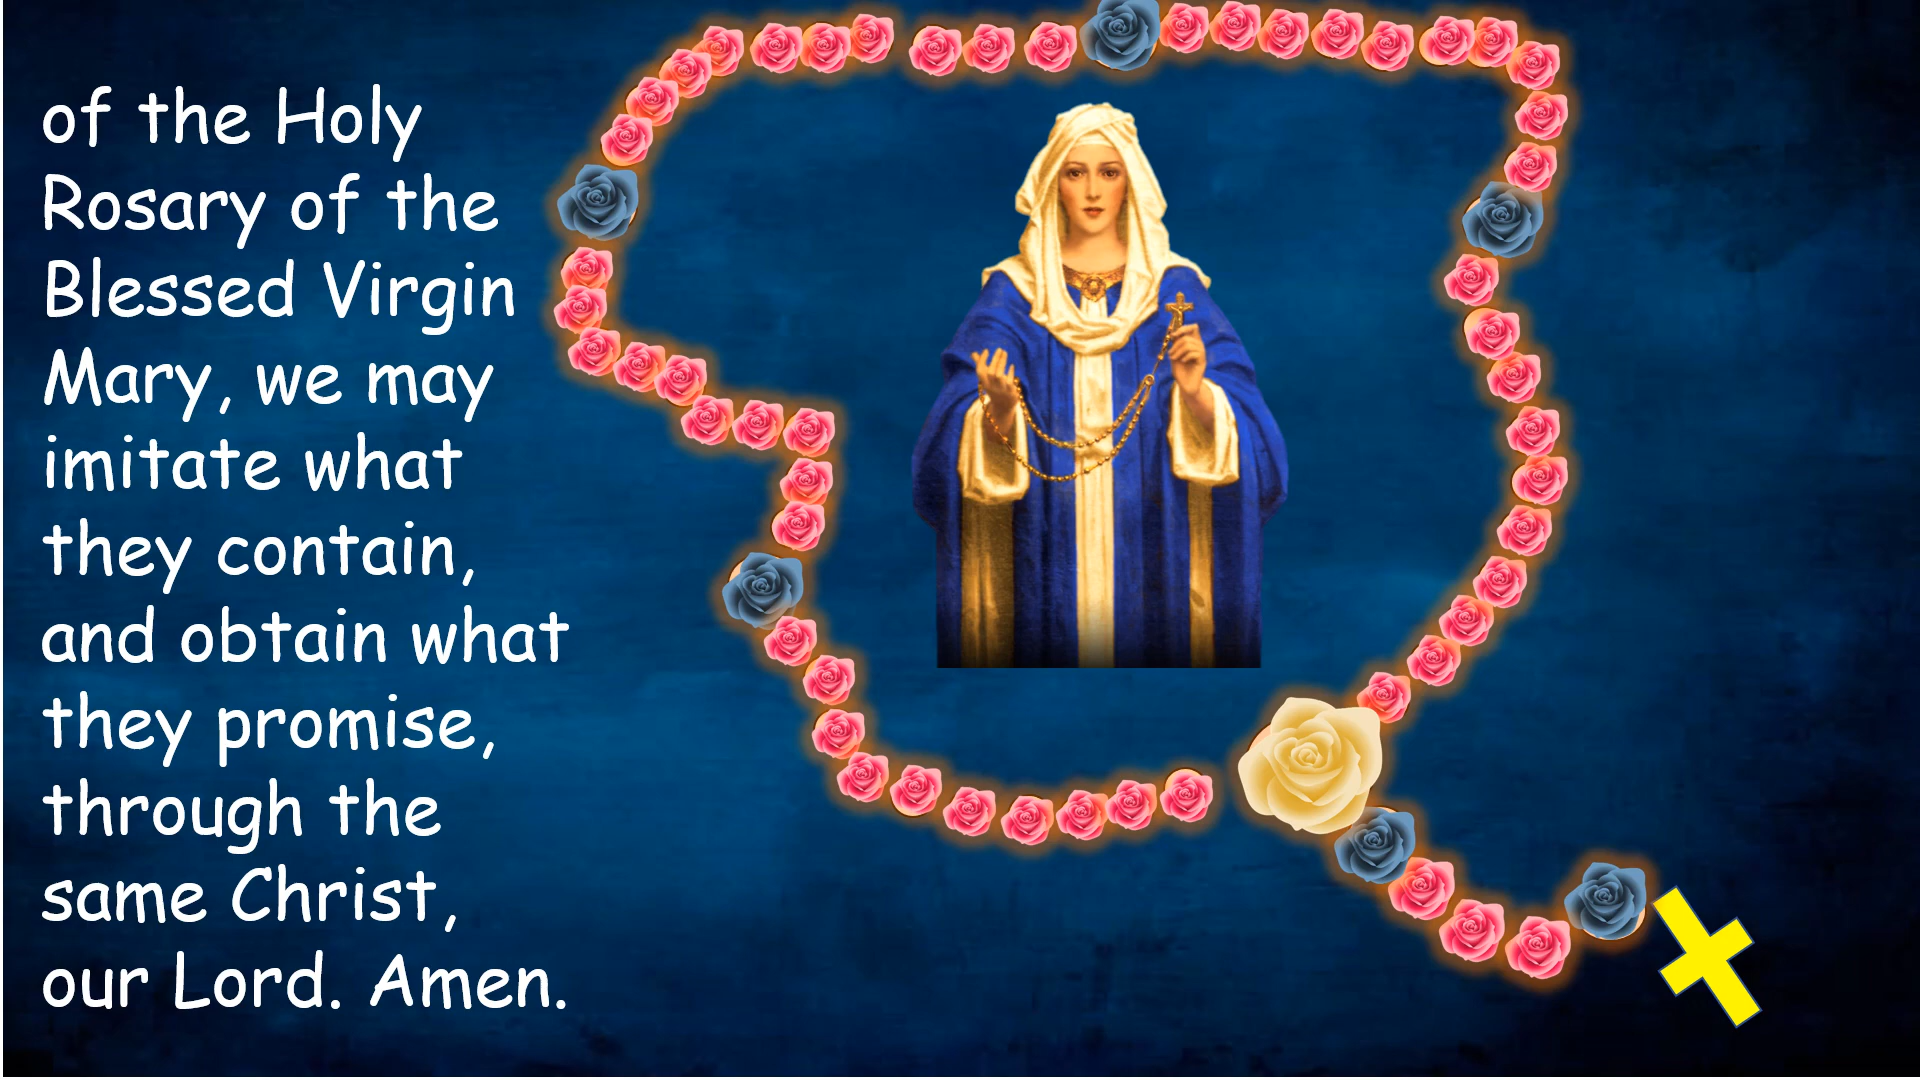 of the Holy
Rosary of the
Blessed Virgin
Mary, we may
imitate what
they contain,
and obtain what
they promise,
through the
same Christ,
our Lord. Amen.